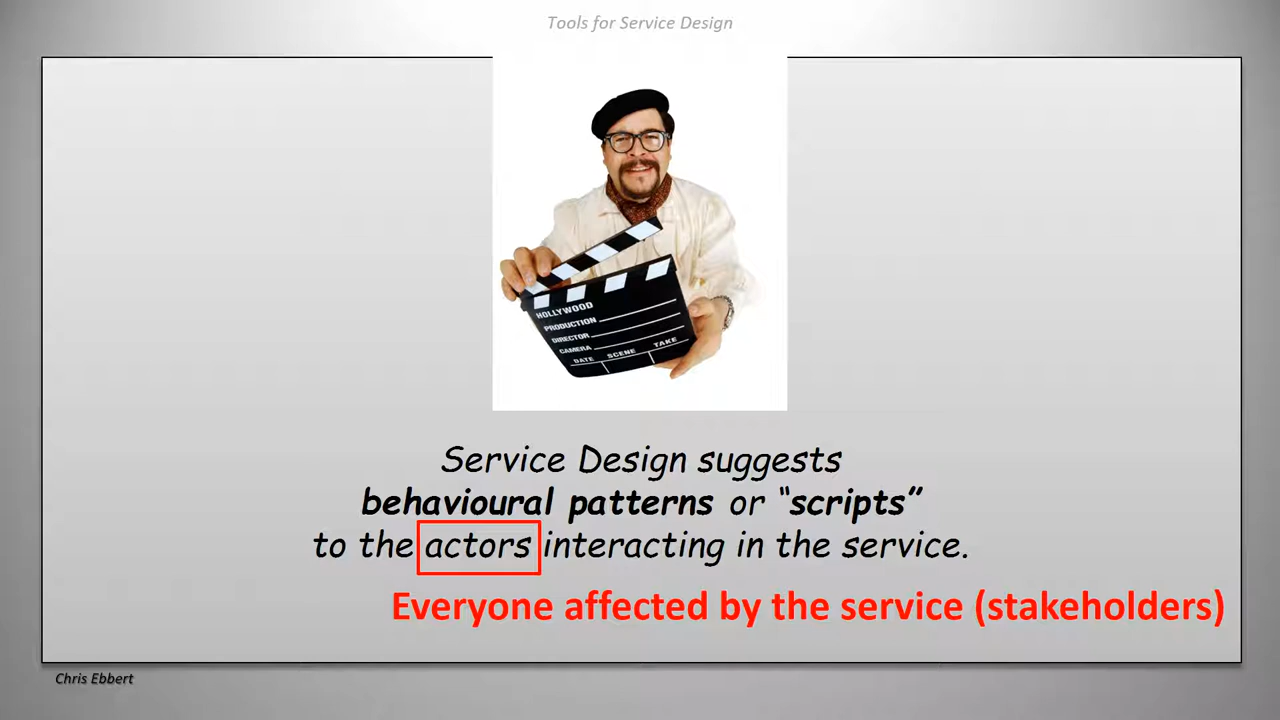 Tools for Service Design
HOLLYWOOD
PRODUCTION
DIRECTOR
CAMERA
DATE SCENE TAKE
Service Design suggests
behavioural patterns or “scripts”
to the actors interacting in the service.
Everyone affected by the service (stakeholders)
Chris Ebbert